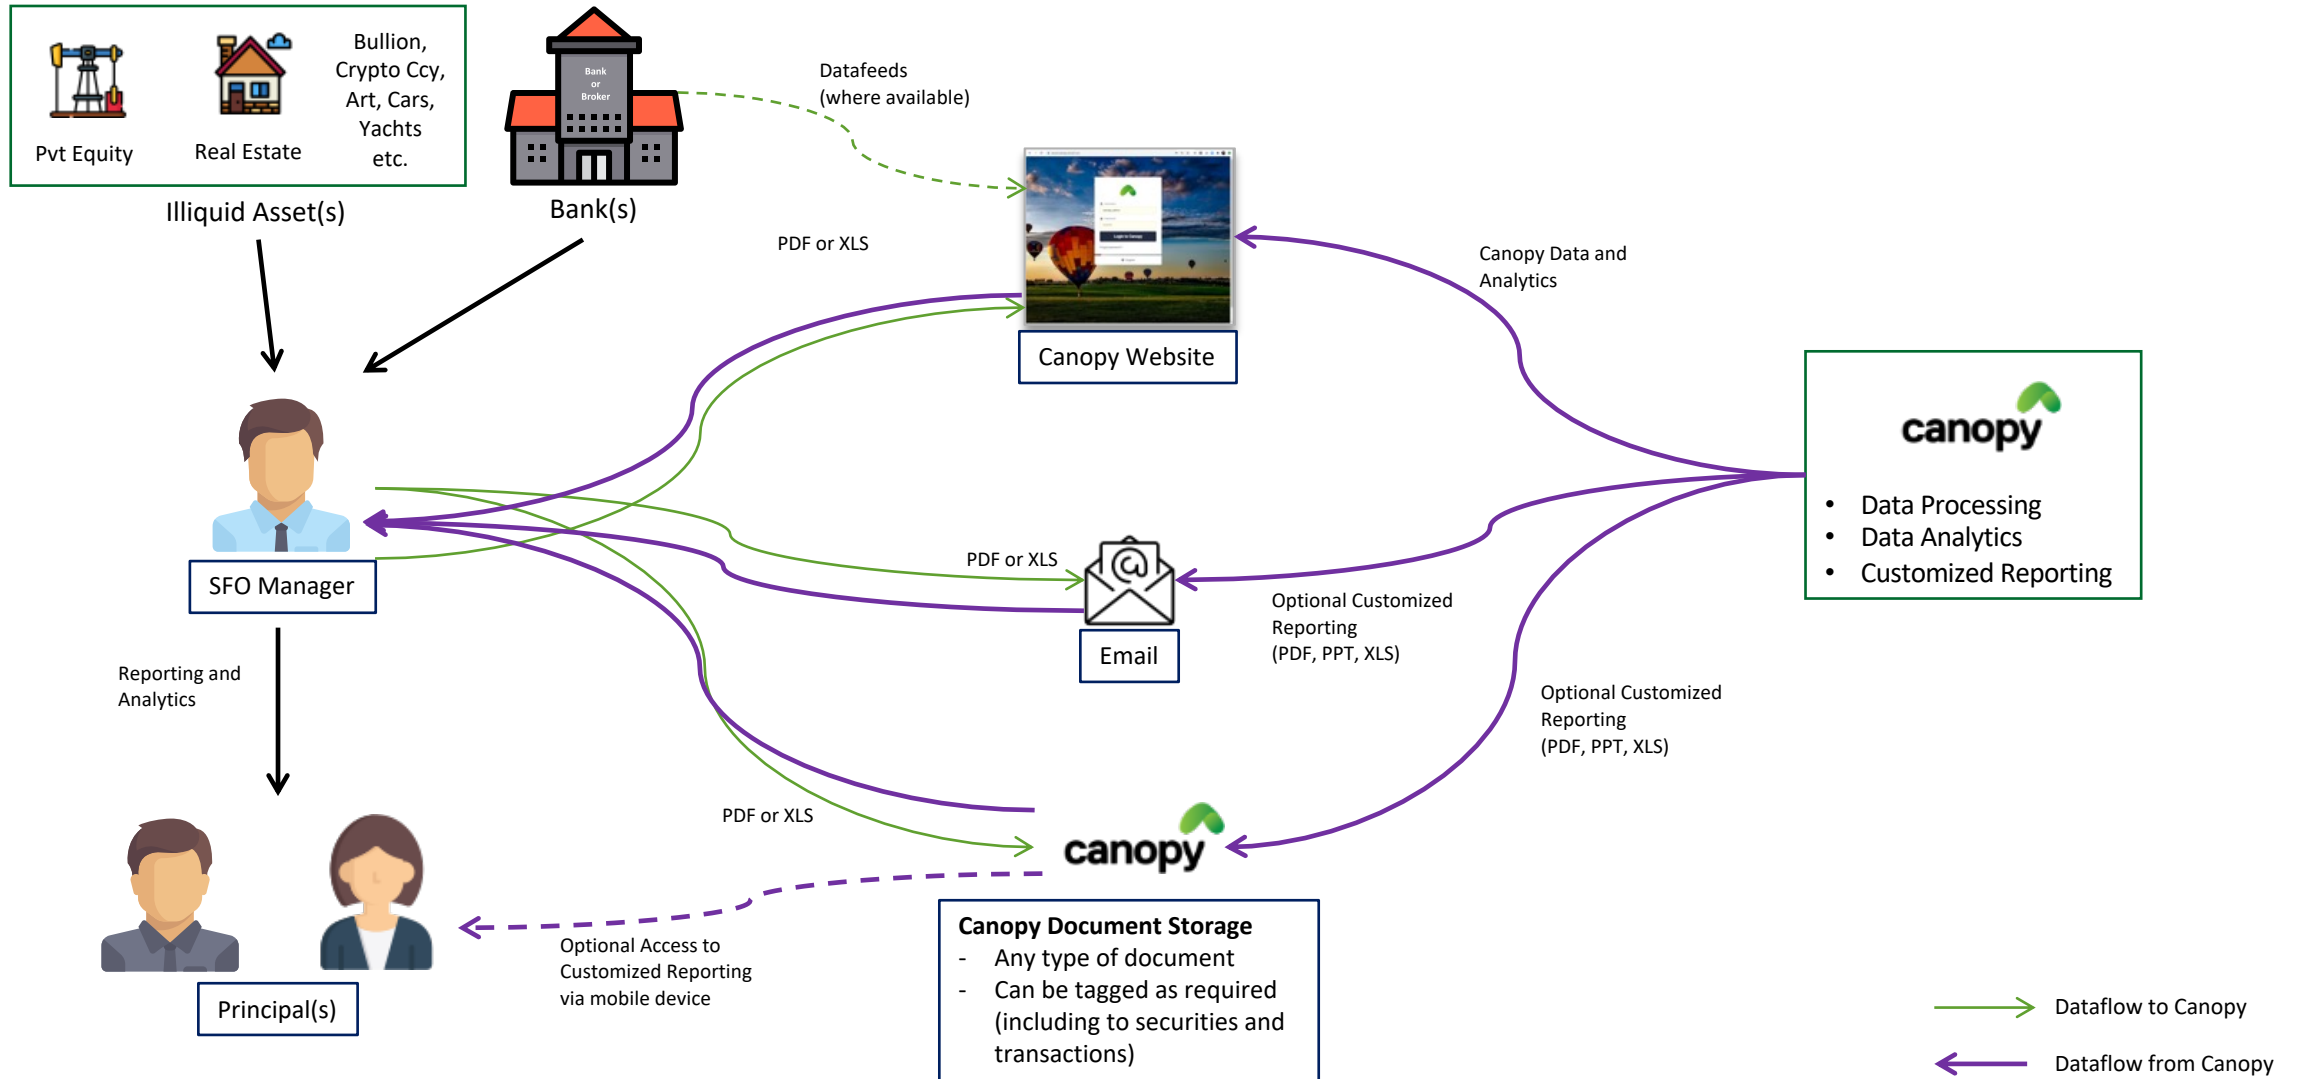 Bullion,
Crypto Ccy,
Art, Cars,
Yachts
etc.
Pvt Equity
Real Estate
Illiquid Asset(s)
Bank
or
Broker
Bank(s)
Datafeeds
(where available)
PDF or XLS
Login to Canopy
Canopy Website
Canopy Data and
Analytics
canopy
• Data Processing
• Data Analytics
• Customized Reporting
SFO Manager
PDF or XLS
Email
Optional Customized
Reporting
(PDF, PPT, XLS)
Optional Customized
Reporting
(PDF, PPT, XLS)
Reporting and
Analytics
PDF or XLS
canopy
Principal(s)
Optional Access to
Customized Reporting
via mobile device
Canopy Document Storage
- Any type of document
- Can be tagged as required
(including to securities and
transactions)
Dataflow to Canopy
Dataflow from Canopy